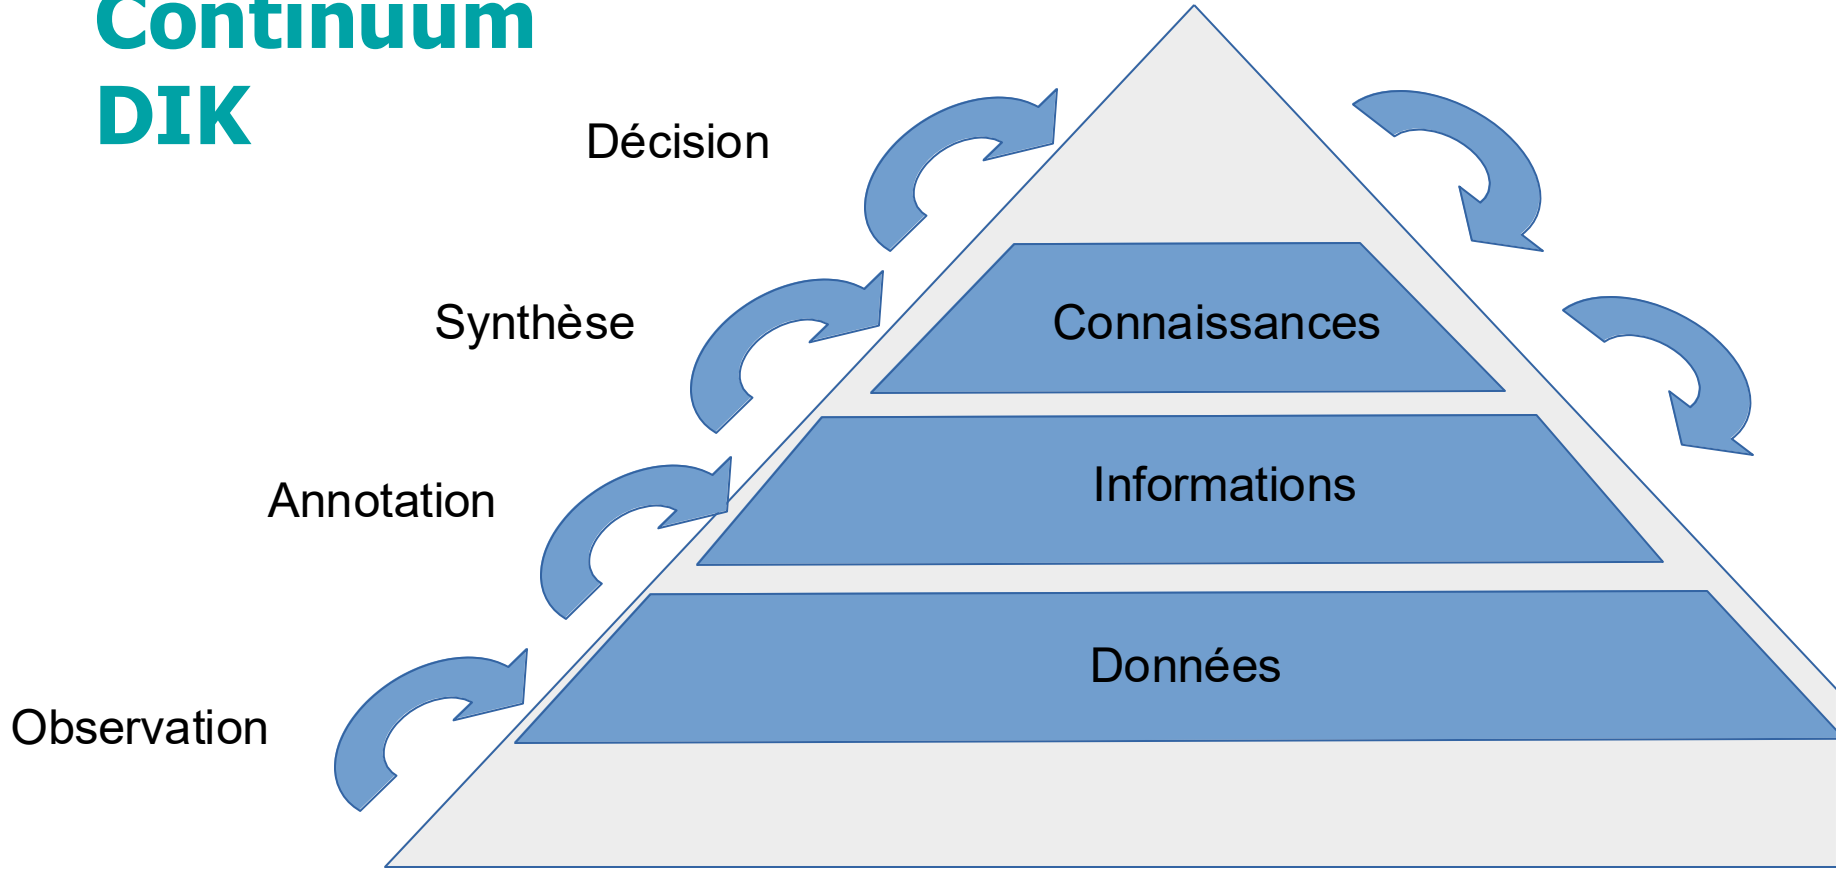 Continuum
DIK
Décision
Synthèse
Connaissances
Informations
Annotation
Données
Observation